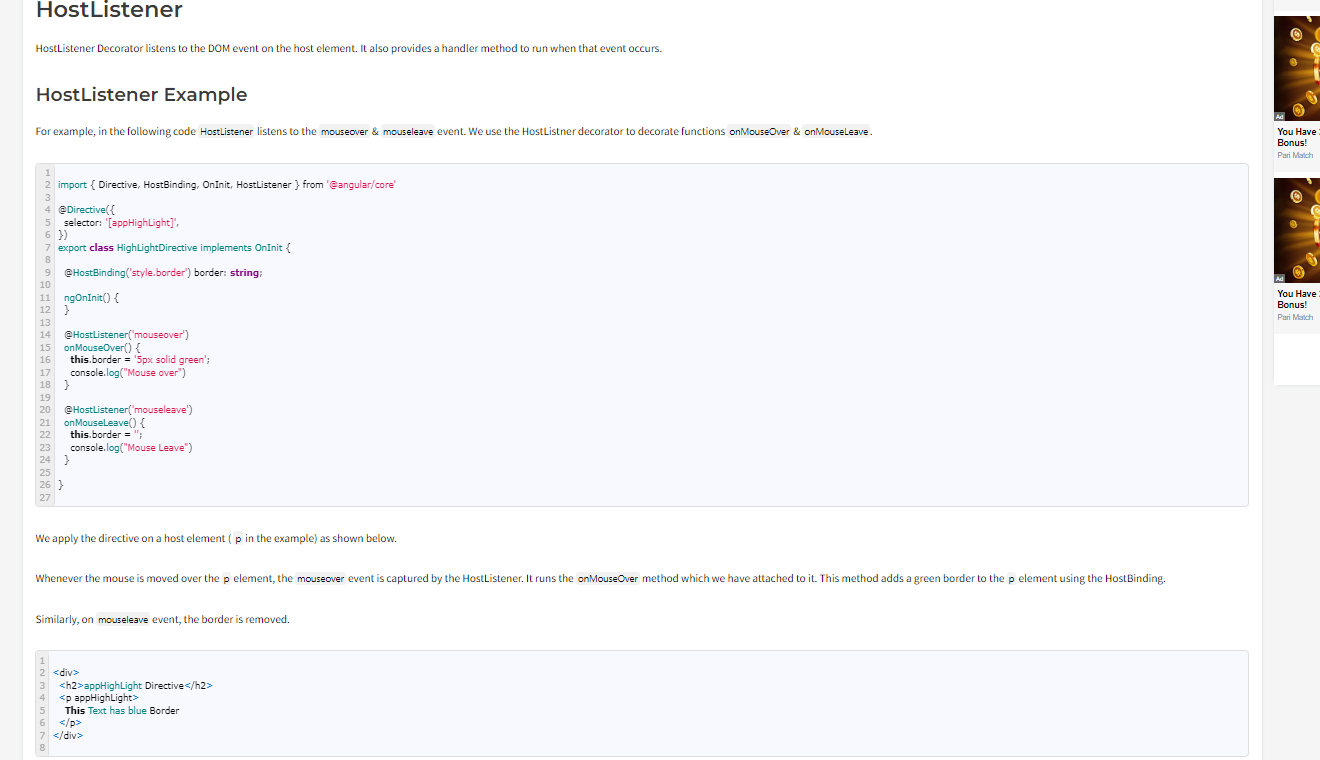 HostListener
HostListener Decorator listens to the DOM event on the host element. It also provides a handler method to run when that event occurs.
HostListener Example
For example, in the following code HostListener listens to the mouseover & mouseleave event. We use the HostListner decorator to decorate functions onMouseOver & onMouseLeave.
1
2 import { Directive, HostBinding, OnInit, HostListener } from '@angular/core'
3
4 @Directive({
5 selector: '[appHighLight]',
6 })
7 export class HighLightDirective implements OnInit {
8
9 @HostBinding('style.border') border: string;
10
11 ngOnInit() {
12 }
13
14 @HostListener('mouseover')
15 onMouseOver() {
16 this.border = '5px solid green';
17 console.log("Mouse over")
18 }
19
20 @HostListener('mouseleave')
21 onMouseLeave() {
22 this.border = '';
23 console.log("Mouse Leave")
24 }
25
26 }
27
We apply the directive on a host element ( p in the example) as shown below.
Whenever the mouse is moved over the p element, the mouseover event is captured by the HostListener. It runs the onMouseOver method which we have attached to it. This method adds a green border to the p element using the HostBinding.
Similarly, on mouseleave event, the border is removed.
1
2 <div>
3 <h2>appHighLight Directive</h2>
4 <p appHighLight>
5 This Text has blue Border
6 </p>
7 </div>
8
Ad
You Have
Bonus!
Pari Match
Ad
You Have
Bonus!
Pari Match